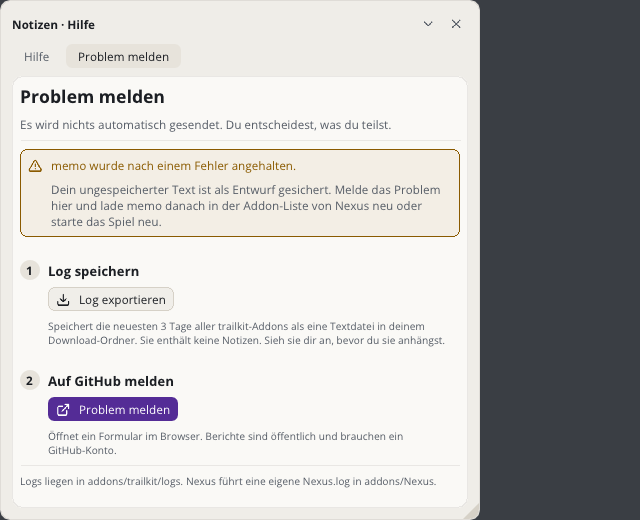 Notizen · Hilfe
Hilfe
Problem melden
Problem melden
Es wird nichts automatisch gesendet. Du entscheidest, was du teilst.
memo wurde nach einem Fehler angehalten.
Dein ungespeicherter Text ist als Entwurf gesichert. Melde das Problem
hier und lade memo danach in der Addon-Liste von Nexus neu oder
starte das Spiel neu.
1 Log speichern
Log exportieren
Speichert die neuesten 3 Tage aller trailkit-Addons als eine Textdatei in deinem
Download-Ordner. Sie enthält keine Notizen. Sieh sie dir an, bevor du sie anhängst.
2 Auf GitHub melden
Problem melden
Öffnet ein Formular im Browser. Berichte sind öffentlich und brauchen ein
GitHub-Konto.
Logs liegen in addons/trailkit/logs. Nexus führt eine eigene Nexus.log in addons/Nexus.